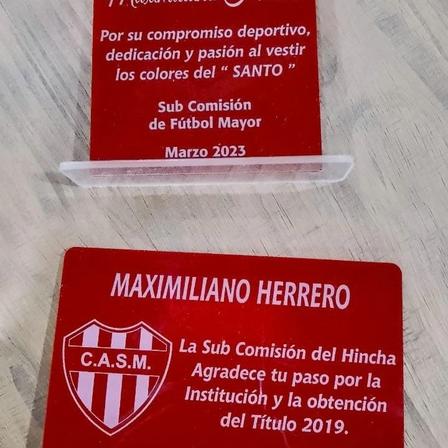 Por su compromiso deportivo,
dedicación y pasión al vestir
los colores del “ SANTO ”
Sub Comisión
de Fútbol Mayor
Marzo 2023
MAXIMILIANO HERRERO
C.A.S.M.
La Sub Comisión del Hincha
Agradece tu paso por la
Institución y la obtención
del Título 2019.